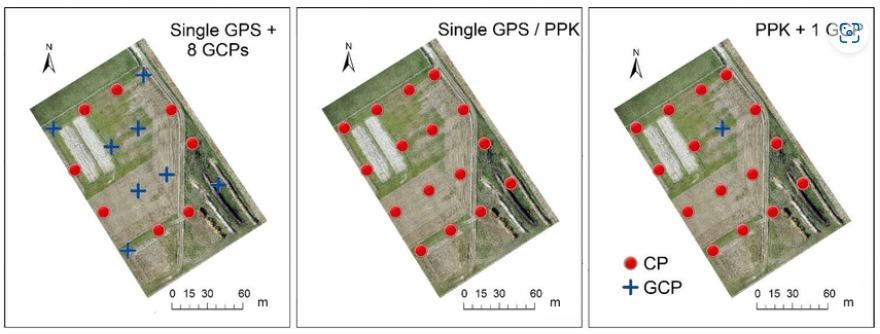 Single GPS +
8 GCPs
N
0 15 30 60
m
Single GPS / PPK
N
0 15 30 60
m
PPK + 1 GCP
N
CP
GCP
0 15 30 60
m